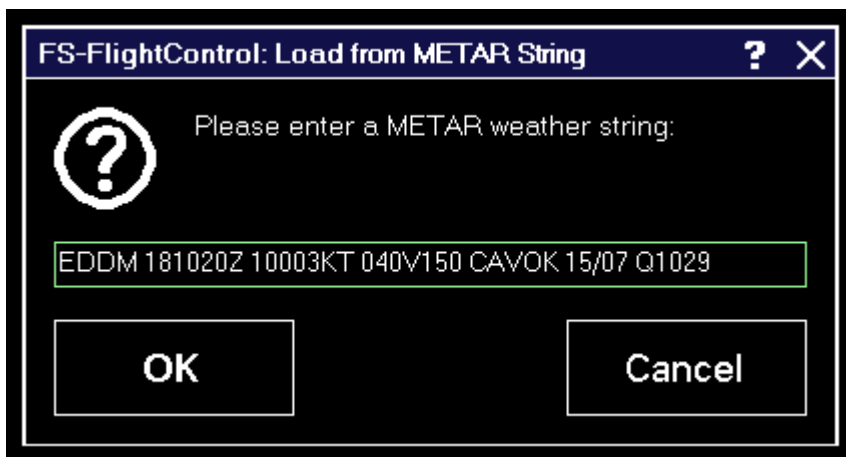 FS-FlightControl: Load from METAR String ? X
Please enter a METAR weather string:
?
EDDM 181020Z 10003KT 040V150 CAVOK 15/07 Q1029
OK Cancel